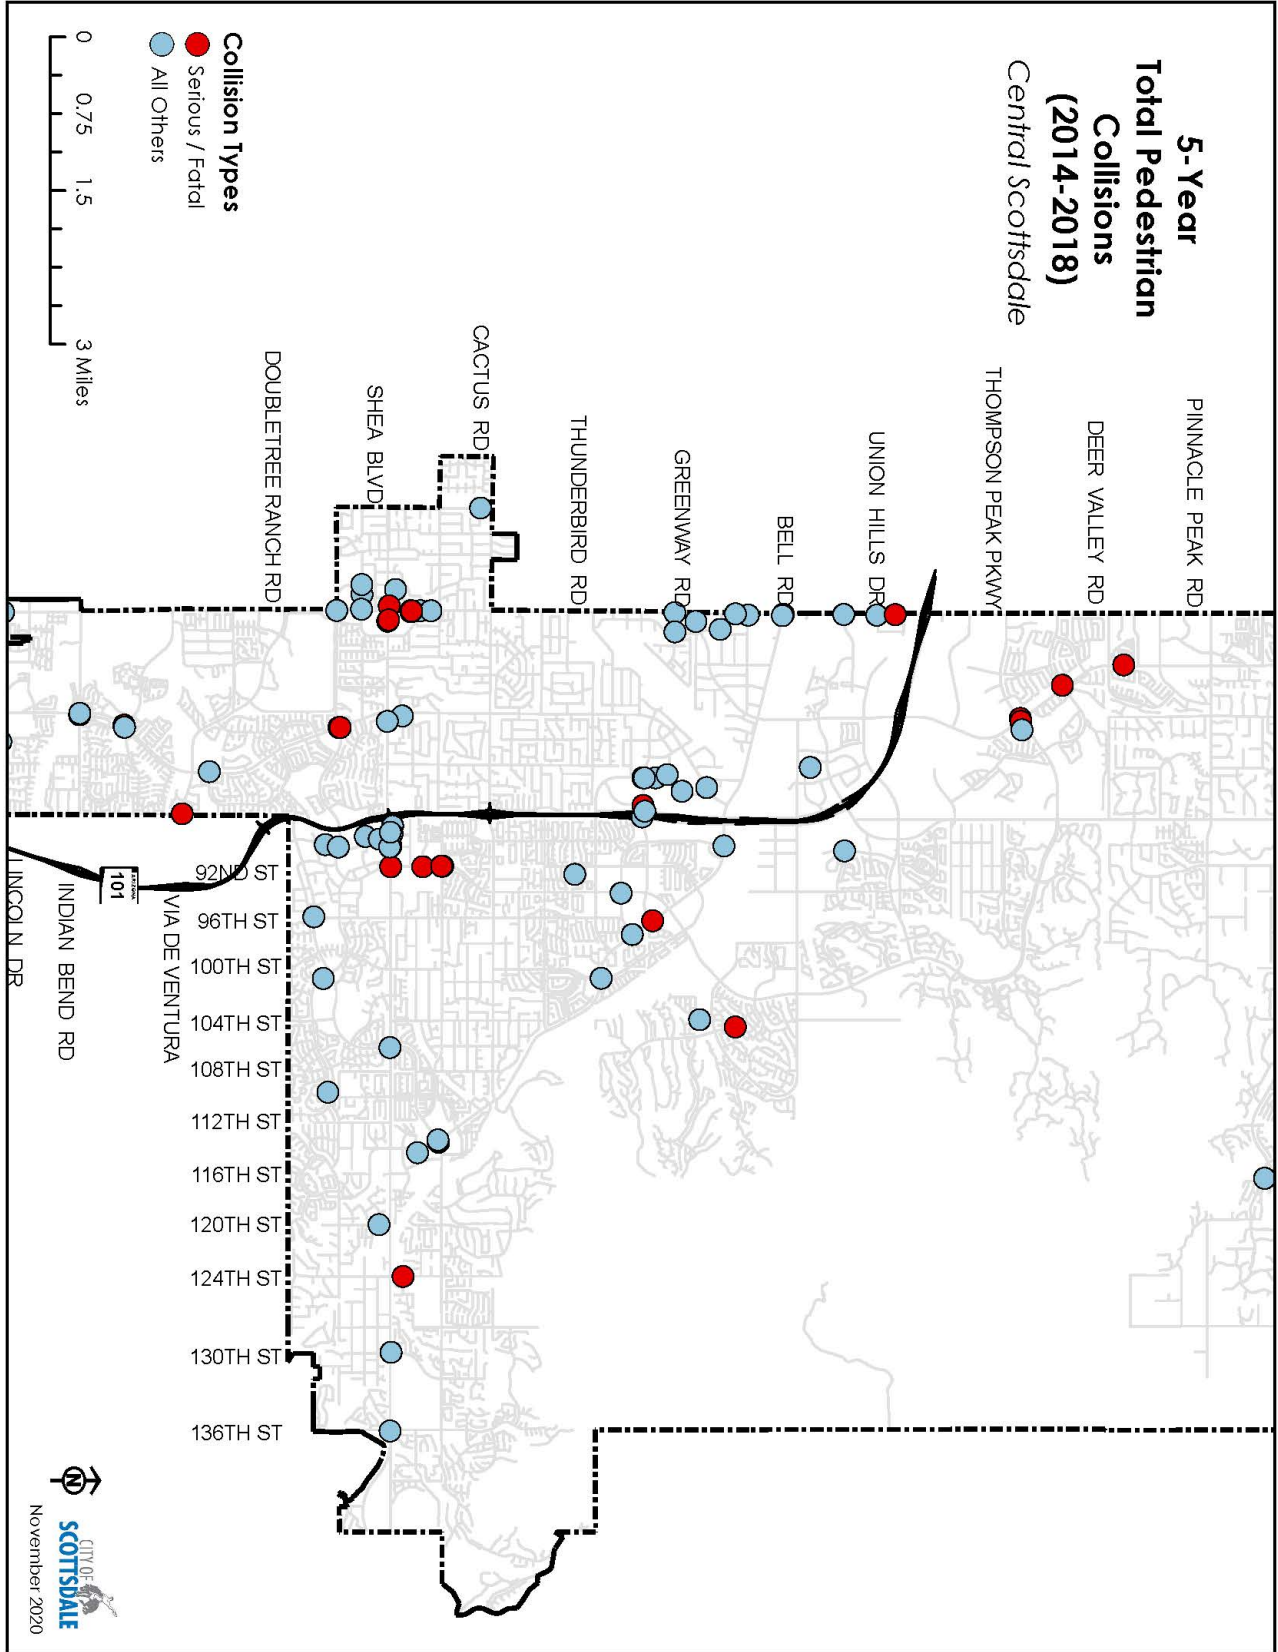 5-Year
Total Pedestrian
Collisions
(2014-2018)
Central Scottsdale
PINNACLE PEAK RD
DEER VALLEY RD
THOMPSON PEAK PKWY
UNION HILLS DR
BELL RD
GREENWAY RD
THUNDERBIRD RD
CACTUS RD
SHEA BLVD
DOUBLETREE RANCH RD
Collision Types
Serious / Fatal
All Others
0 0.75 1.5 3 Miles
92ND ST
96TH ST
100TH ST
104TH ST
108TH ST
112TH ST
116TH ST
120TH ST
124TH ST
130TH ST
136TH ST
VIA DE VENTURA
ARIZONA
101
INDIAN BEND RD
LINCOLN DR
N
CITY OF
SCOTTSDALE
November 2020